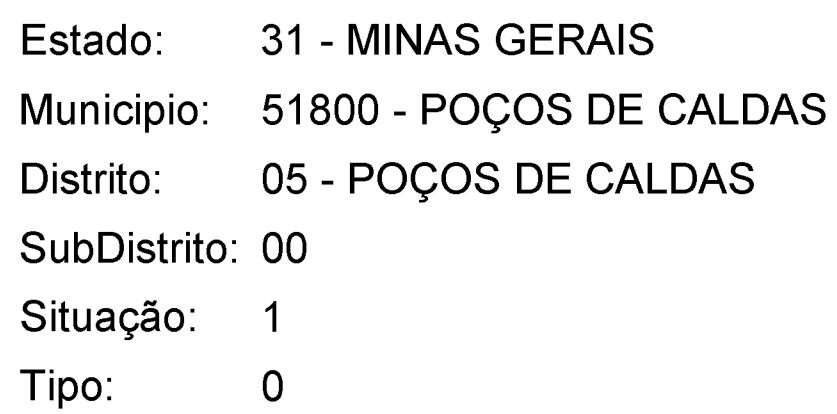 Estado: 31 - MINAS GERAIS
Municipio: 51800 - POÇOS DE CALDAS
Distrito: 05 - POÇOS DE CALDAS
SubDistrito: 00
Situação: 1
Tipo: 0